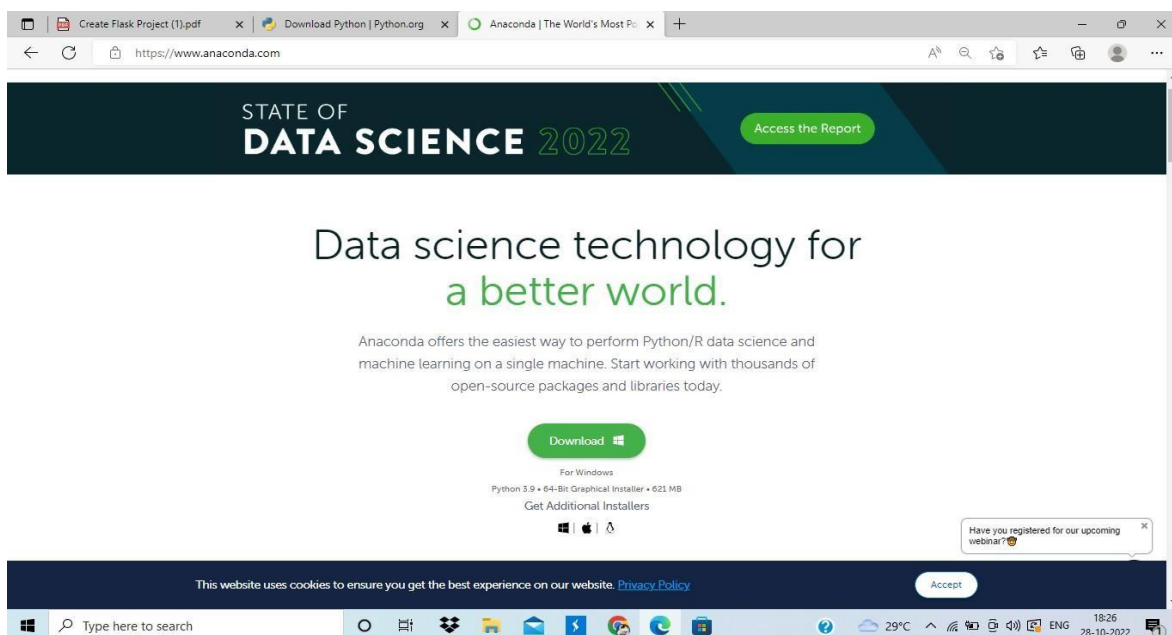 Create Flask Project (1).pdf
Download Python | Python.org
Anaconda | The World's Most Po
https://www.anaconda.com
STATE OF
DATA SCIENCE 2022
Access the Report
Data science technology for
a better world.
Anaconda offers the easiest way to perform Python/R data science and
machine learning on a single machine. Start working with thousands of
open-source packages and libraries today.
Download
For Windows
Python 3.9 • 64-Bit Graphical Installer • 621 MB
Get Additional Installers
Have you registered for our upcoming
webinar?
This website uses cookies to ensure you get the best experience on our website. Privacy Policy
Accept
Type here to search
29°C
ENG
18:26
28-10-2022